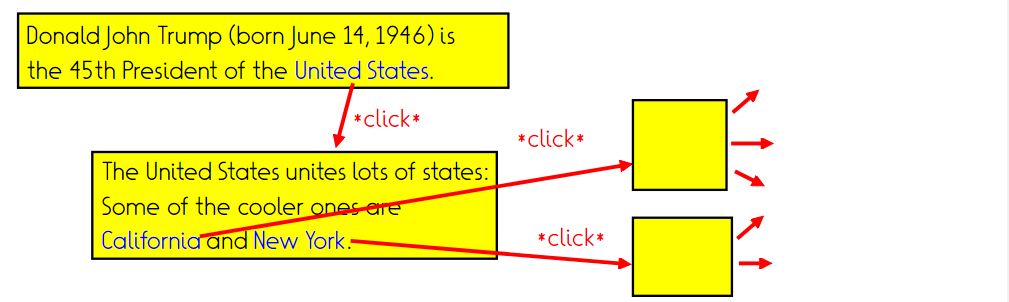 Donald John Trump (born June 14, 1946) is
the 45th President of the United States.
*click*
*click*
The United States unites lots of states:
Some of the cooler ones are
California and New York.
*click*